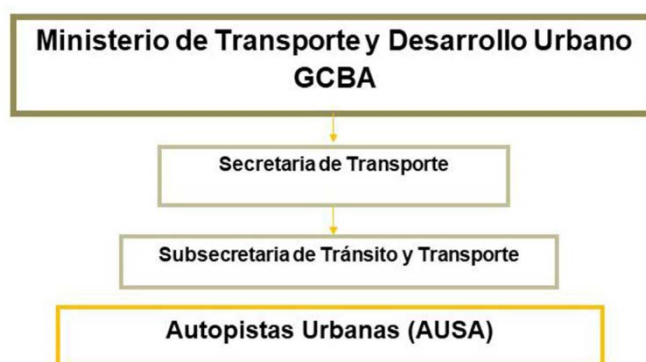 Ministerio de Transporte y Desarrollo Urbano
GCBA
Secretaria de Transporte
Subsecretaria de Tránsito y Transporte
Autopistas Urbanas (AUSA)